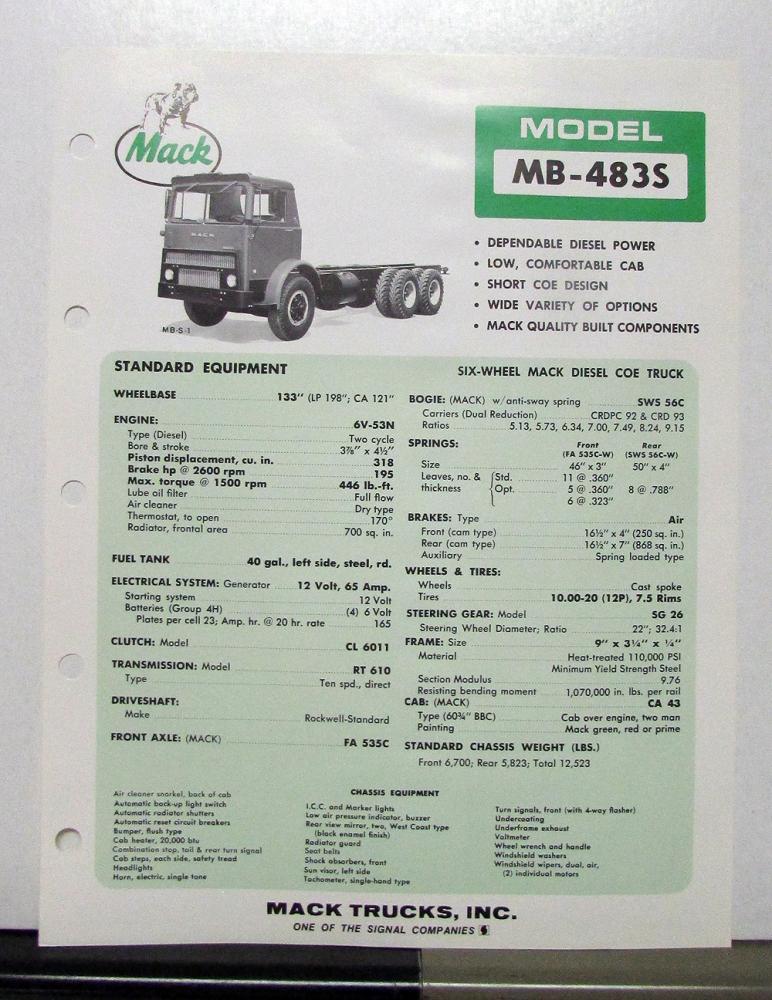 Mack
MODEL
MB-483S
MACK
• DEPENDABLE DIESEL POWER
• LOW, COMFORTABLE CAB
• SHORT COE DESIGN
• WIDE VARIETY OF OPTIONS
• MACK QUALITY BUILT COMPONENTS
MB-S-1
STANDARD EQUIPMENT
SIX-WHEEL MACK DIESEL COE TRUCK
WHEELBASE 133" (LP 198"; CA 121"
ENGINE: 6V-53N
Type (Diesel) Two cycle
Bore & stroke 3⅞" x 4½"
Piston displacement, cu. in. 318
Brake hp @ 2600 rpm 195
Max. torque @ 1500 rpm 446 lb.-ft.
Lube oil filter Full flow
Air cleaner Dry type
Thermostat, to open 170°
Radiator, frontal area 700 sq. in.
FUEL TANK 40 gal., left side, steel, rd.
ELECTRICAL SYSTEM: Generator 12 Volt, 65 Amp.
Starting system 12 Volt
Batteries (Group 4H) (4) 6 Volt
Plates per cell 23; Amp. hr. @ 20 hr. rate 165
CLUTCH: Model CL 6011
TRANSMISSION: Model RT 610
Type Ten spd., direct
DRIVESHAFT:
Make Rockwell-Standard
FRONT AXLE: (MACK) FA 535C
BOGIE: (MACK) w/anti-sway spring SWS 56C
Carriers (Dual Reduction) CRDPC 92 & CRD 93
Ratios 5.13, 5.73, 6.34, 7.00, 7.49, 8.24, 9.15
SPRINGS: Front Rear
(FA 535C-W) (SWS 56C-W)
Size 46" x 3" 50" x 4"
Leaves, no. & Std. 11 @ .360"
thickness Opt. 5 @ .360" 8 @ .788"
6 @ .323"
BRAKES: Type Air
Front (cam type) 16½" x 4" (250 sq. in.)
Rear (cam type) 16½" x 7" (868 sq. in.)
Auxiliary Spring loaded type
WHEELS & TIRES:
Wheels Cast spoke
Tires 10.00-20 (12P), 7.5 Rims
STEERING GEAR: Model SG 26
Steering Wheel Diameter; Ratio 22"; 32.4:1
FRAME: Size 9" x 3¼" x ¼"
Material Heat-treated 110,000 PSI
Minimum Yield Strength Steel
Section Modulus 9.76
Resisting bending moment 1,070,000 in. lbs. per rail
CAB: (MACK) CA 43
Type (60¾" BBC) Cab over engine, two man
Painting Mack green, red or prime
STANDARD CHASSIS WEIGHT (LBS.)
Front 6,700; Rear 5,823; Total 12,523
CHASSIS EQUIPMENT
Air cleaner snorkel, back of cab
Automatic back-up light switch
Automatic radiator shutters
Automatic reset circuit breakers
Bumper, flush type
Cab heater, 20,000 btu
Combination stop, tail & rear turn signal
Cab steps, each side, safety tread
Headlights
Horn, electric, single tone
I.C.C. and Marker lights
Low air pressure indicator, buzzer
Rear view mirror, two, West Coast type
(black enamel finish)
Radiator guard
Seat belts
Shock absorbers, front
Sun visor, left side
Tachometer, single-hand type
Turn signals, front (with 4-way flasher)
Undercoating
Underframe exhaust
Voltmeter
Wheel wrench and handle
Windshield washers
Windshield wipers, dual, air,
(2) individual motors
MACK TRUCKS, INC.
ONE OF THE SIGNAL COMPANIES